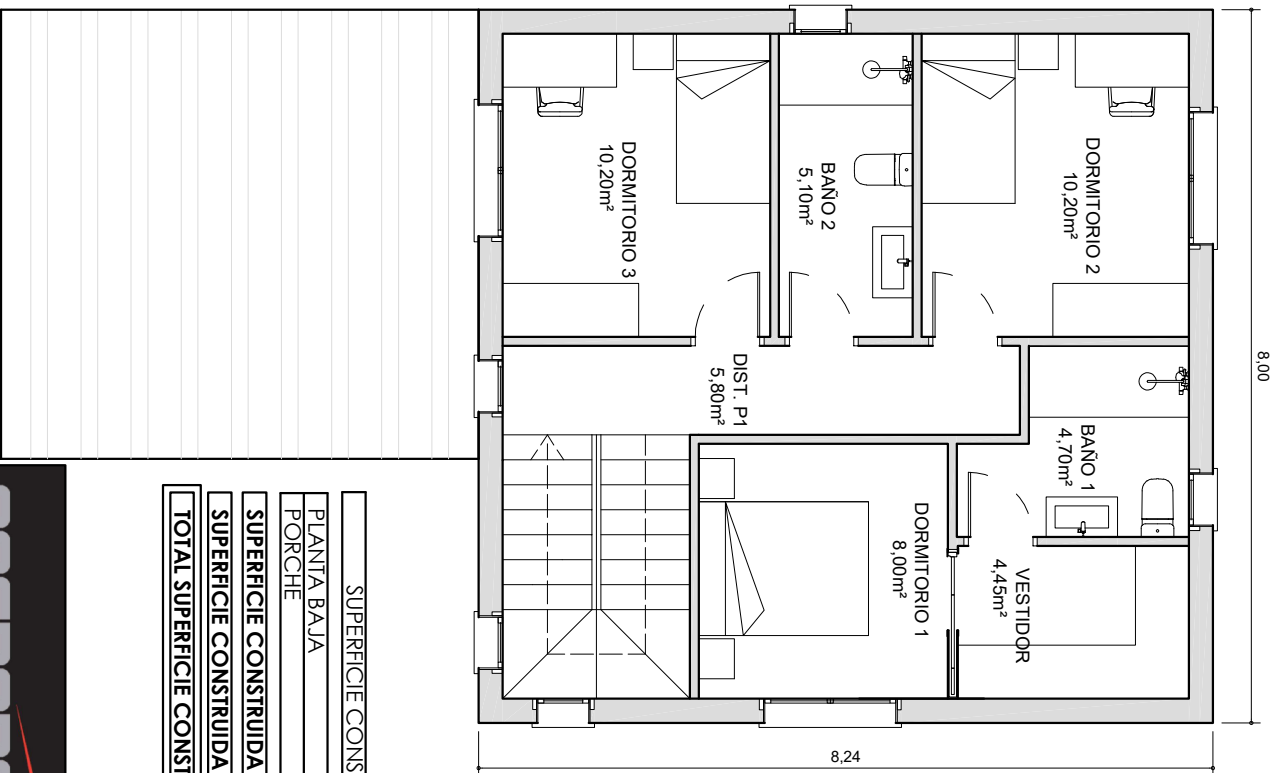 8,00
DORMITORIO 2
10,20m²
BAÑO 2
5,10m²
DORMITORIO 3
10,20m²
BAÑO 1
4,70m²
DIST. P1
5,80m²
VESTIDOR
4,45m²
DORMITORIO 1
8,00m²
8,24
SUPERFICIE CONS
PLANTA BAJA
PORCHE
SUPERFICIE CONSTRUIDA
SUPERFICIE CONSTRUIDA
TOTAL SUPERFICIE CONST